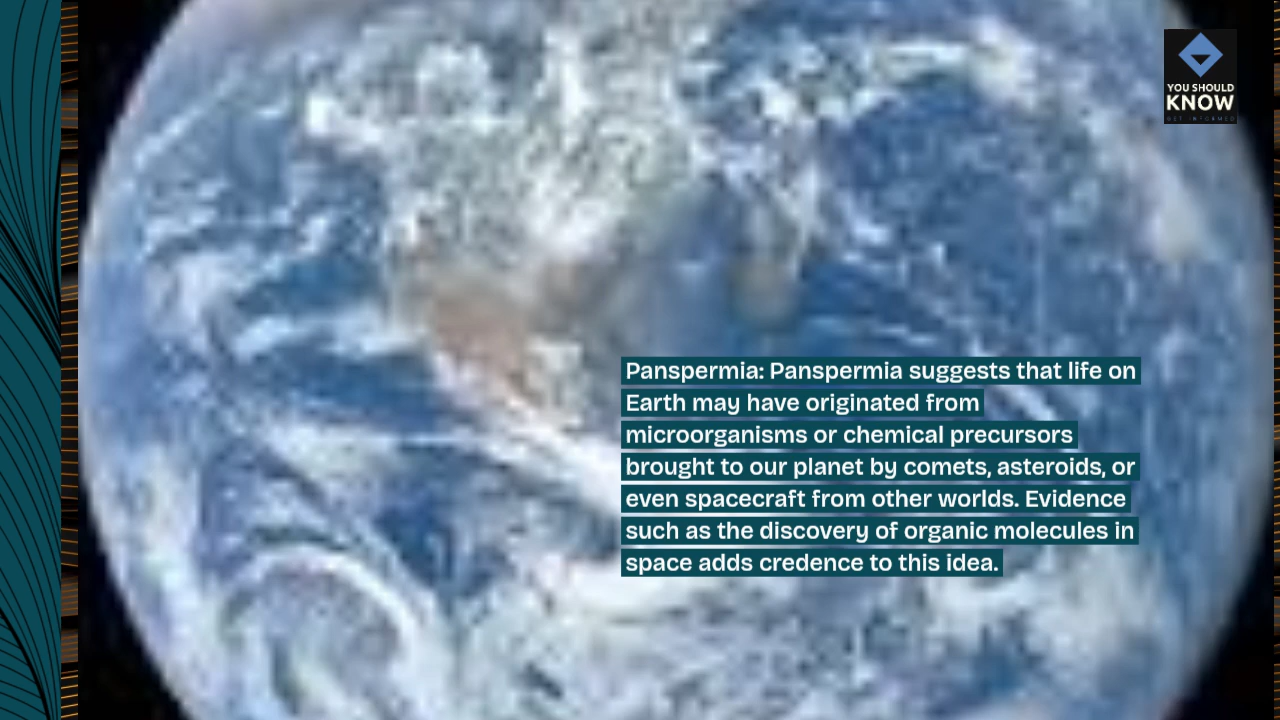 YOU SHOULD
KNOW
GET INFORMED
Panspermia: Panspermia suggests that life on
Earth may have originated from
microorganisms or chemical precursors
brought to our planet by comets, asteroids, or
even spacecraft from other worlds. Evidence
such as the discovery of organic molecules in
space adds credence to this idea.